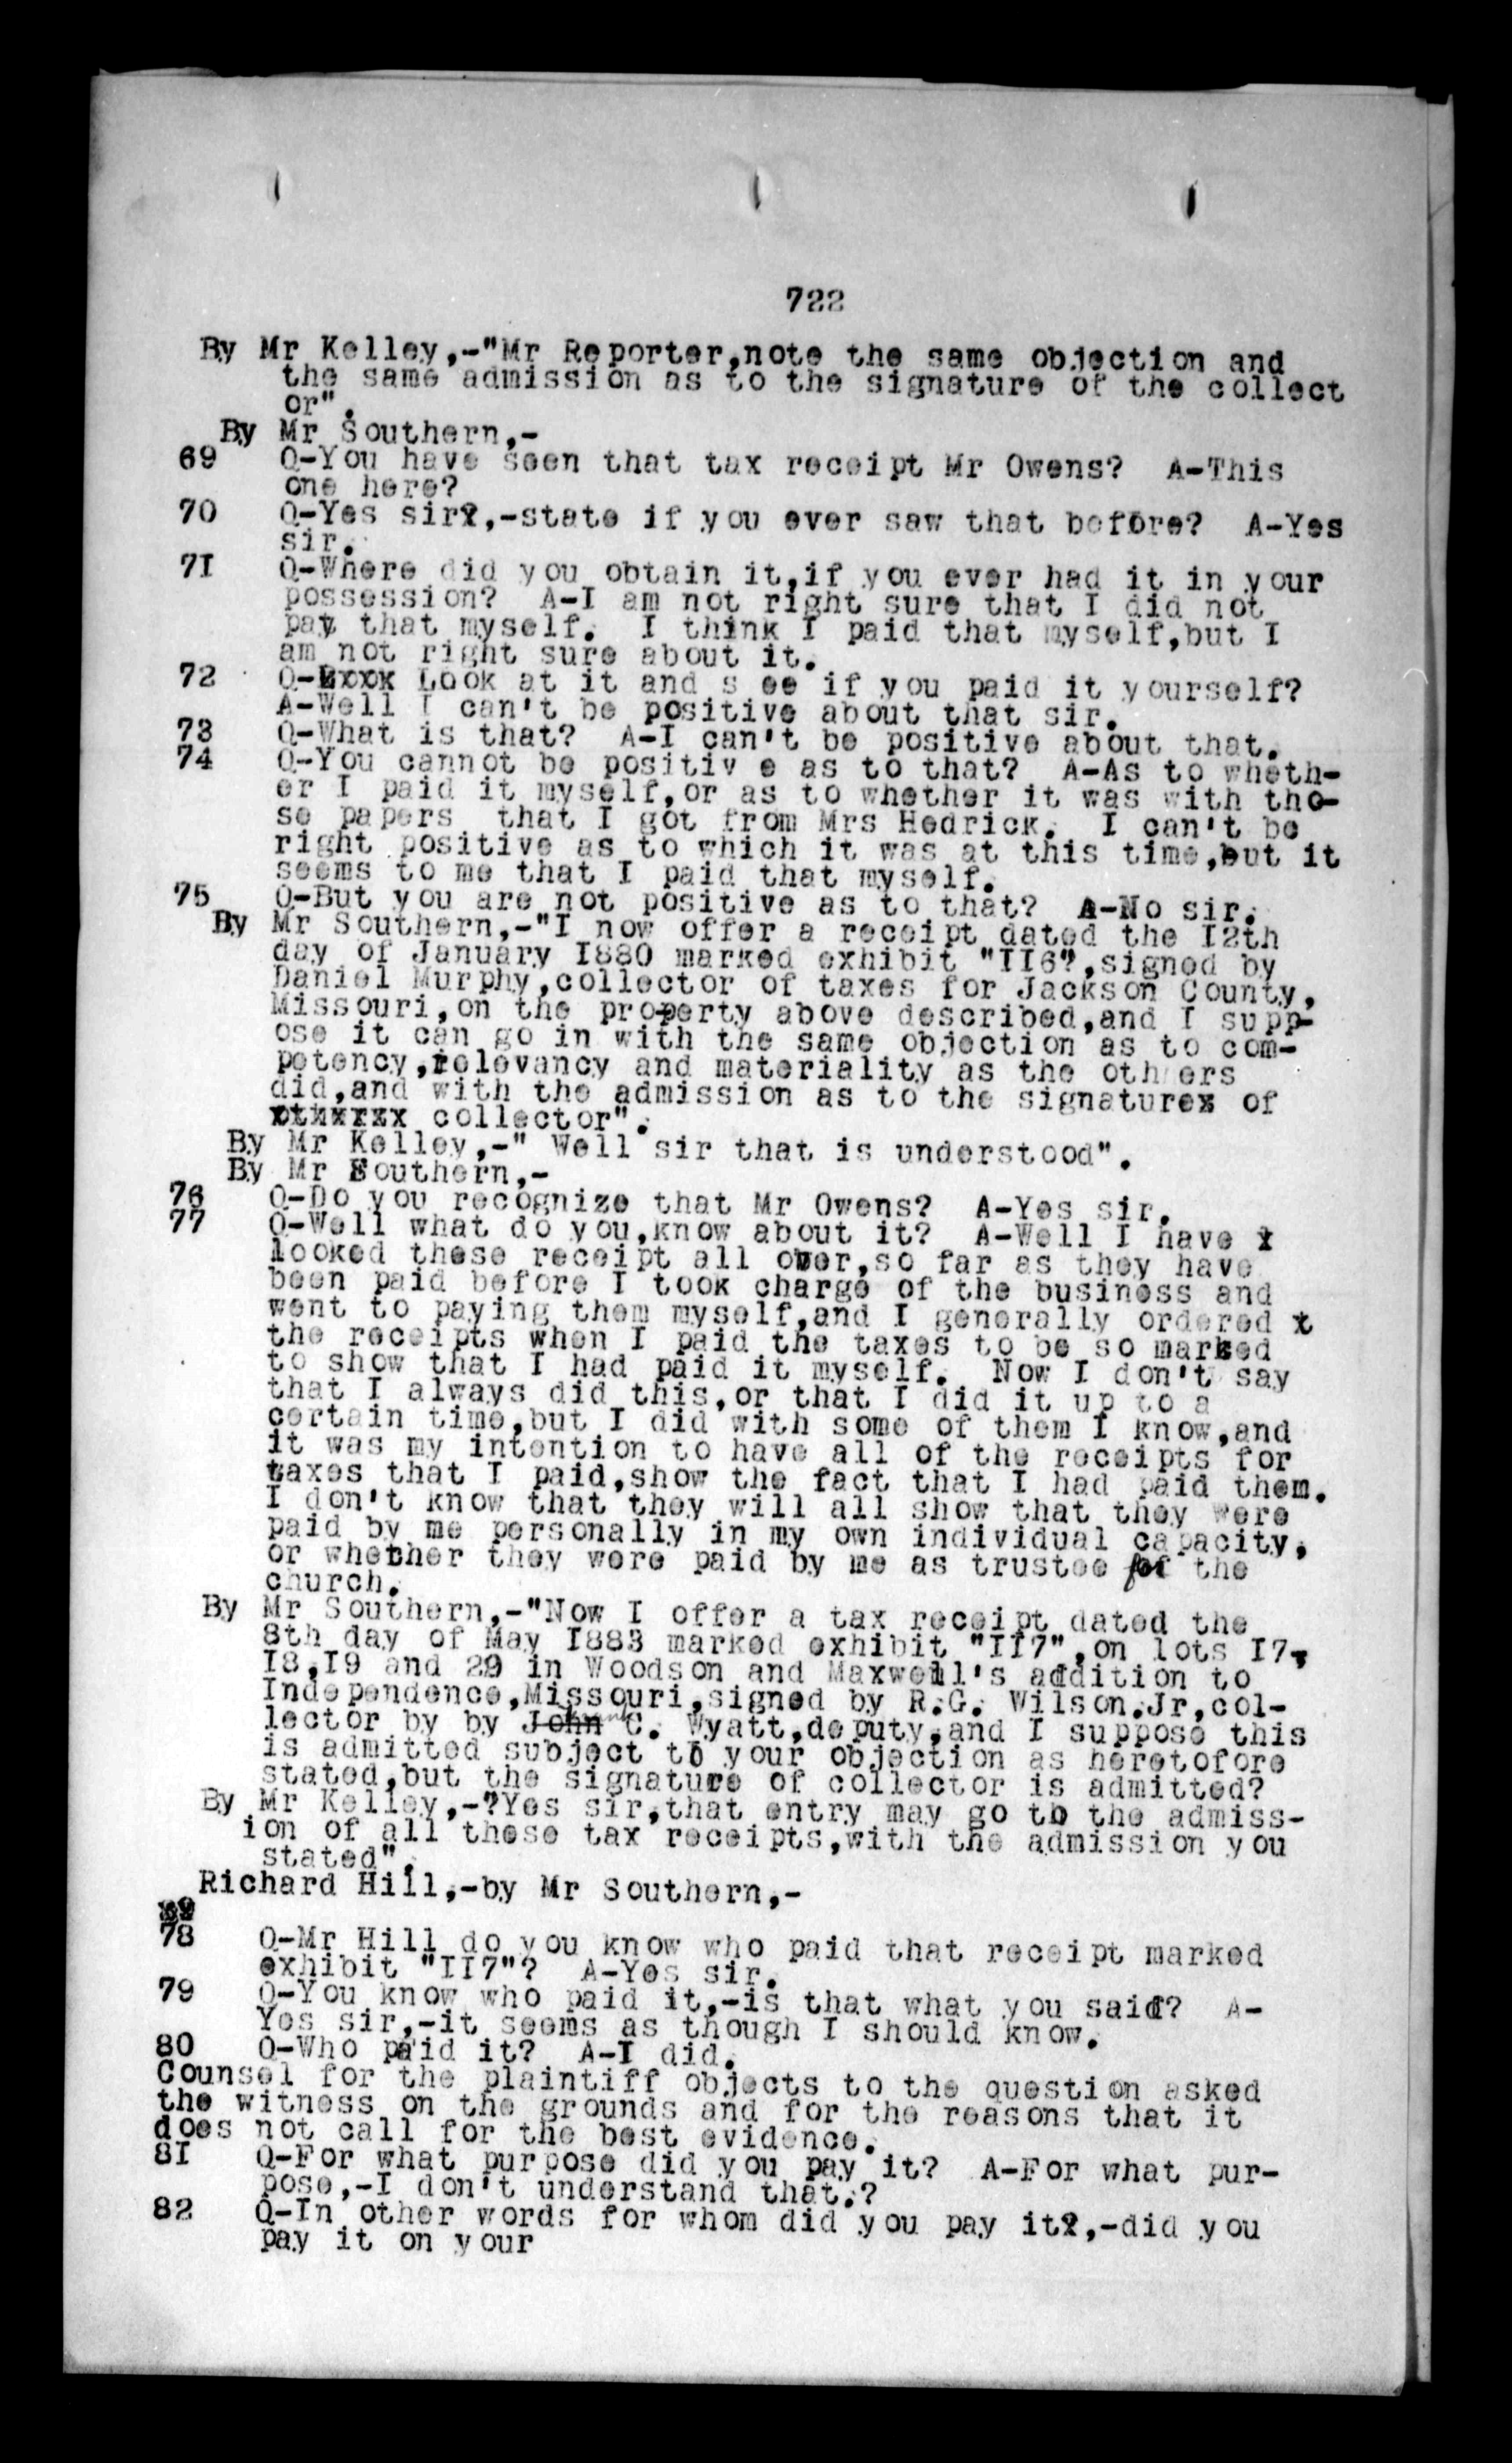 722
By Mr Kelley,-"Mr Reporter,note the same objection and
the same admission as to the signature of the collect
or".
By Mr Southern,-
69 Q-You have seen that tax receipt Mr Owens? A-This
one here?
70 Q-Yes sir?,-state if you ever saw that before? A-Yes
sir.
7I Q-Where did you obtain it,if you ever had it in your
possession? A-I am not right sure that I did not
pay that myself. I think I paid that myself,but I
am not right sure about it.
72 Q-Lxxk Look at it and s ee if you paid it yourself?
A-Well I can't be positive about that sir.
73 Q-What is that? A-I can't be positive about that.
74 Q-You cannot be positiv e as to that? A-As to wheth-
er I paid it myself,or as to whether it was with tho-
se papers that I got from Mrs Hedrick. I can't be
right positive as to which it was at this time,but it
seems to me that I paid that myself.
75 Q-But you are not positive as to that? A-No sir.
By Mr Southern,-"I now offer a receipt dated the I2th
day of January I880 marked exhibit "II6?,signed by
Daniel Murphy,collector of taxes for Jackson County,
Missouri,on the property above described,and I supp-
ose it can go in with the same objection as to com-
petency,relevancy and materiality as the oth ers
did,and with the admission as to the signaturex of
xtkxrxx collector".
By Mr Kelley,-" Well sir that is understood".
By Mr Southern,-
76 Q-Do you recognize that Mr Owens? A-Yes sir.
77 Q-Well what do you,know about it? A-Well I have x
looked these receipt all over,so far as they have
been paid before I took charge of the business and
went to paying them myself,and I generally ordered x
the receipts when I paid the taxes to be so marked
to show that I had paid it myself. Now I don't say
that I always did this,or that I did it up to a
certain time,but I did with some of them I know,and
it was my intention to have all of the receipts for
taxes that I paid,show the fact that I had paid them.
I don't know that they will all show that they were
paid by me personally in my own individual capacity,
or whether they were paid by me as trustee for the
church.
By Mr Southern,-"Now I offer a tax receipt dated the
8th day of May I883 marked exhibit "II7",on lots I7,
I8,I9 and 29 in Woodson and Maxwell's addition to
Independence,Missouri,signed by R.G. Wilson.Jr,col-
lector by by John Frank C. Wyatt,deputy,and I suppose this
is admitted subject to your objection as heretofore
stated,but the signature of collector is admitted?
By Mr Kelley,-?Yes sir,that entry may go to the admiss-
ion of all these tax receipts,with the admission you
stated".
Richard Hill,-by Mr Southern,-
78 Q-Mr Hill do you know who paid that receipt marked
exhibit "II7"? A-Yes sir.
79 Q-You know who paid it,-is that what you said? A-
Yes sir,-it seems as though I should know.
80 Q-Who paid it? A-I did.
Counsel for the plaintiff objects to the question asked
the witness on the grounds and for the reasons that it
does not call for the best evidence.
8I Q-For what purpose did you pay it? A-For what pur-
pose,-I don't understand that.?
82 Q-In other words for whom did you pay it?,-did you
pay it on your